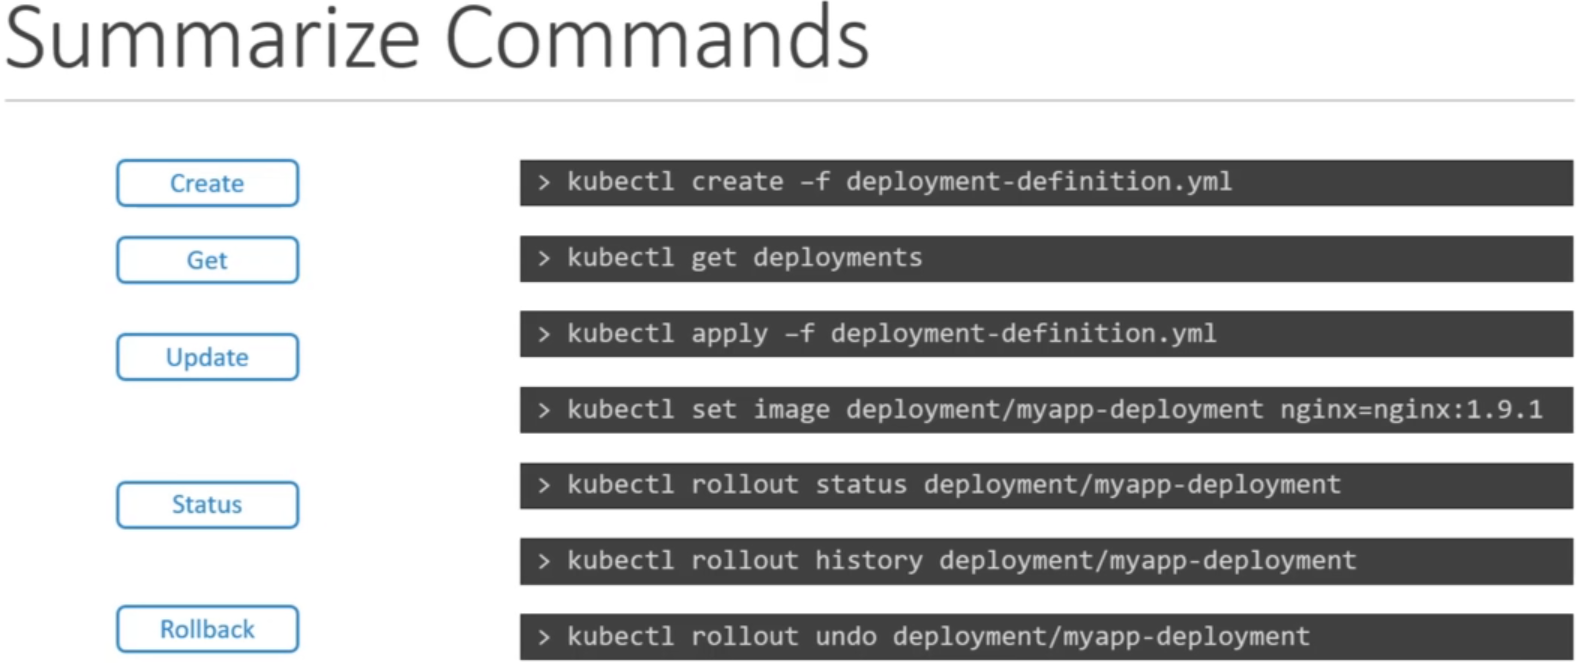 Summarize Commands
Create
> kubectl create –f deployment-definition.yml
Get
> kubectl get deployments
Update
> kubectl apply –f deployment-definition.yml
> kubectl set image deployment/myapp-deployment nginx=nginx:1.9.1
Status
> kubectl rollout status deployment/myapp-deployment
> kubectl rollout history deployment/myapp-deployment
Rollback
> kubectl rollout undo deployment/myapp-deployment